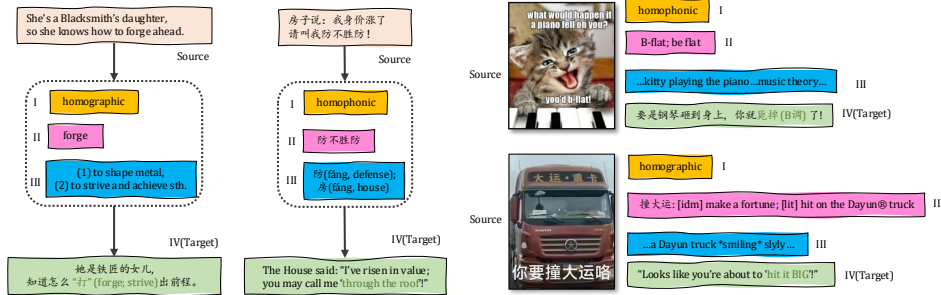 She's a Blacksmith's daughter,
so she knows how to forge ahead.
Source
I
homographic
II
forge
III
(1) to shape metal,
(2) to strive and achieve sth.
IV(Target)
她是铁匠的女儿,
知道怎么 "打" (forge; strive)出前程。
房子说：我身价涨了
请叫我防不胜防！
Source
I
homophonic
II
防不胜防
III
防(fáng, defense);
房(fáng, house)
IV(Target)
The House said: "I've risen in value;
you may call me 'through the roof'!"
Source
what would happen if
a piano fell on you?
you'd b-flat!
homophonic
I
B-flat; be flat
II
...kitty playing the piano...music theory...
III
要是钢琴砸到身上，你就毙掉 (B调) 了!
IV(Target)
Source
大运·重卡
你要撞大运咯
homographic
I
撞大运: [idm] make a fortune; [lit] hit on the Dayun® truck
II
...a Dayun truck *smiling* slyly...
III
"Looks like you're about to 'hit it BIG'!"
IV(Target)